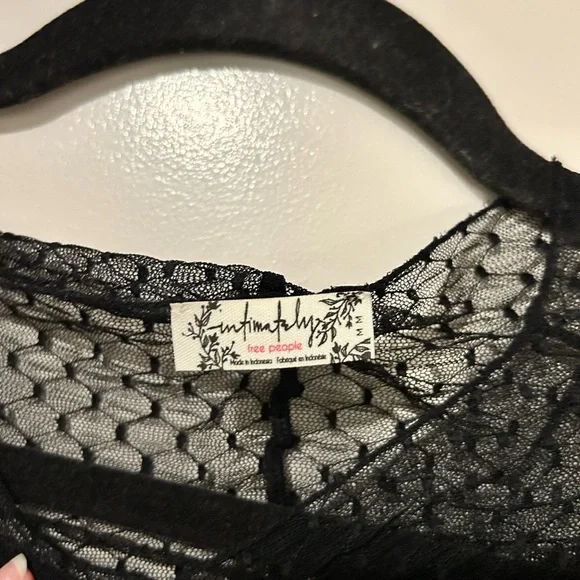 intimately
free people
Made in Indonesia Fabriqué en Indonésie
M M